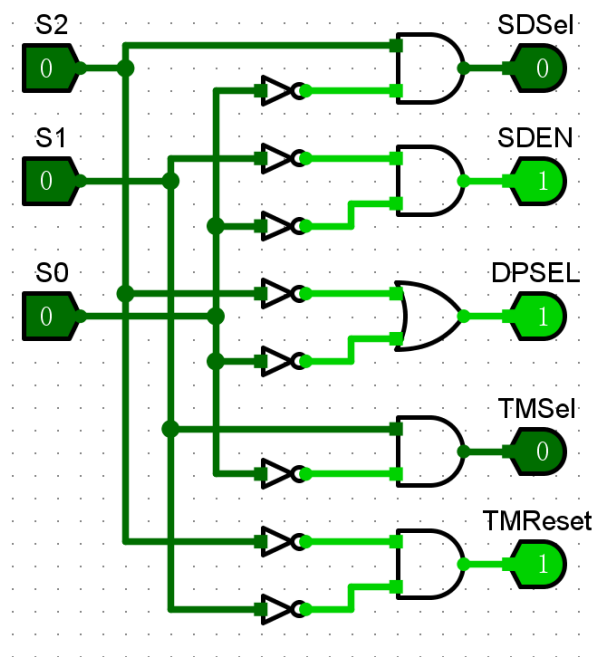 S2 SDSel
0 0
S1 SDEN
0 1
S0 DPSEL
0 1
TMSel
0
TMReset
1